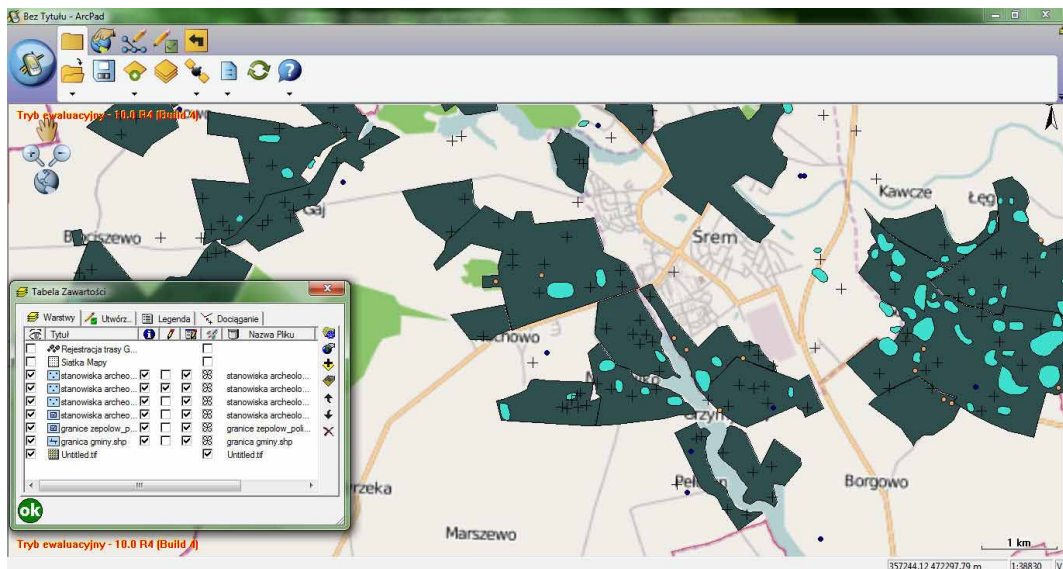 Bez Tytułu - ArcPad
Tryb ewaluacyjny - 10.0 R4 (Build 4)
Gaj
Kawcze
Śrem
Tabela Zawartości
Warstwy Utwórz... Legenda Dociąganie
Tytuł Nazwa Pliku
Rejestracja trasy G...
Siatka Mapy
stanowiska archeo... stanowiska archeolo...
stanowiska archeo... stanowiska archeolo...
stanowiska archeo... stanowiska archeolo...
stanowiska archeo... stanowiska archeolo...
granice zepolow_p... granice zepolow_poli...
granica gminy.shp granica gminy.shp
Untitled.tif Untitled.tif
ok
Borgowo
Marszewo
Tryb ewaluacyjny - 10.0 R4 (Build 4)
1 km
357244.12 472297.79 m 1:38830